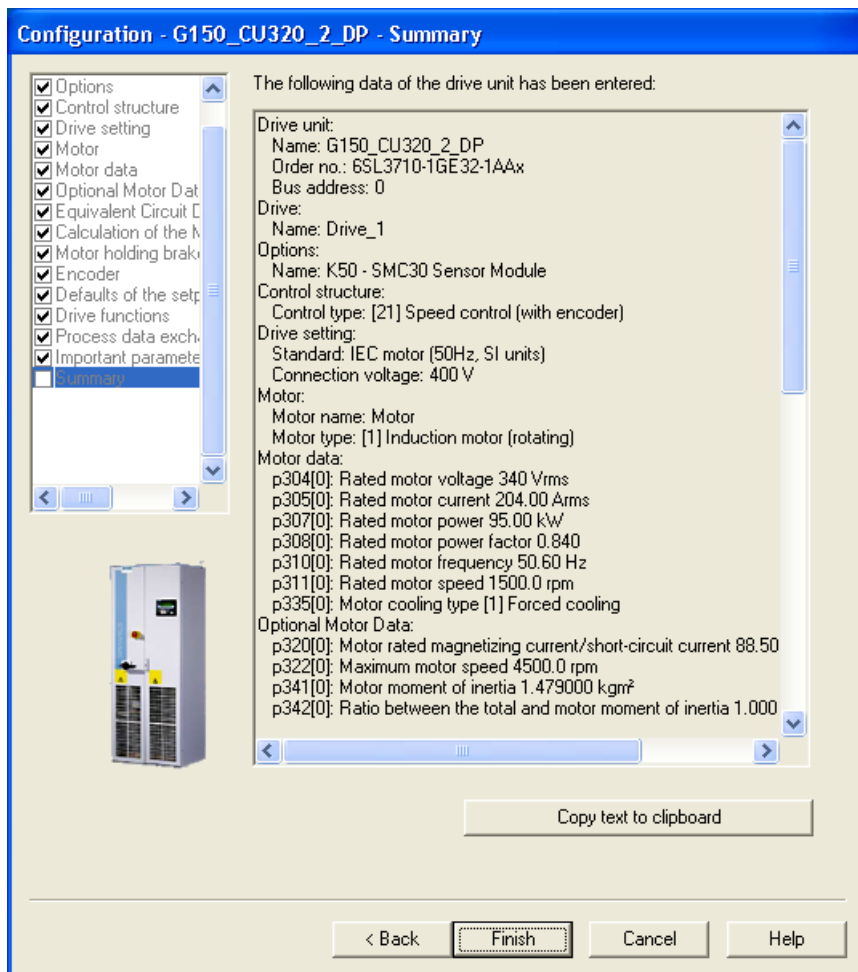 Configuration - G150_CU320_2_DP - Summary
Options
Control structure
Drive setting
Motor
Motor data
Optional Motor Dat
Equivalent Circuit D
Calculation of the M
Motor holding brak
Encoder
Defaults of the setp
Drive functions
Process data exch
Important paramete
Summary
The following data of the drive unit has been entered:
Drive unit:
Name: G150_CU320_2_DP
Order no.: 6SL3710-1GE32-1AAx
Bus address: 0
Drive:
Name: Drive_1
Options:
Name: K50 - SMC30 Sensor Module
Control structure:
Control type: [21] Speed control (with encoder)
Drive setting:
Standard: IEC motor (50Hz, SI units)
Connection voltage: 400 V
Motor:
Motor name: Motor
Motor type: [1] Induction motor (rotating)
Motor data:
p304[0]: Rated motor voltage 340 Vrms
p305[0]: Rated motor current 204.00 Arms
p307[0]: Rated motor power 95.00 kW
p308[0]: Rated motor power factor 0.840
p310[0]: Rated motor frequency 50.60 Hz
p311[0]: Rated motor speed 1500.0 rpm
p335[0]: Motor cooling type [1] Forced cooling
Optional Motor Data:
p320[0]: Motor rated magnetizing current/short-circuit current 88.50
p322[0]: Maximum motor speed 4500.0 rpm
p341[0]: Motor moment of inertia 1.479000 kgm²
p342[0]: Ratio between the total and motor moment of inertia 1.000
Copy text to clipboard
< Back
Finish
Cancel
Help